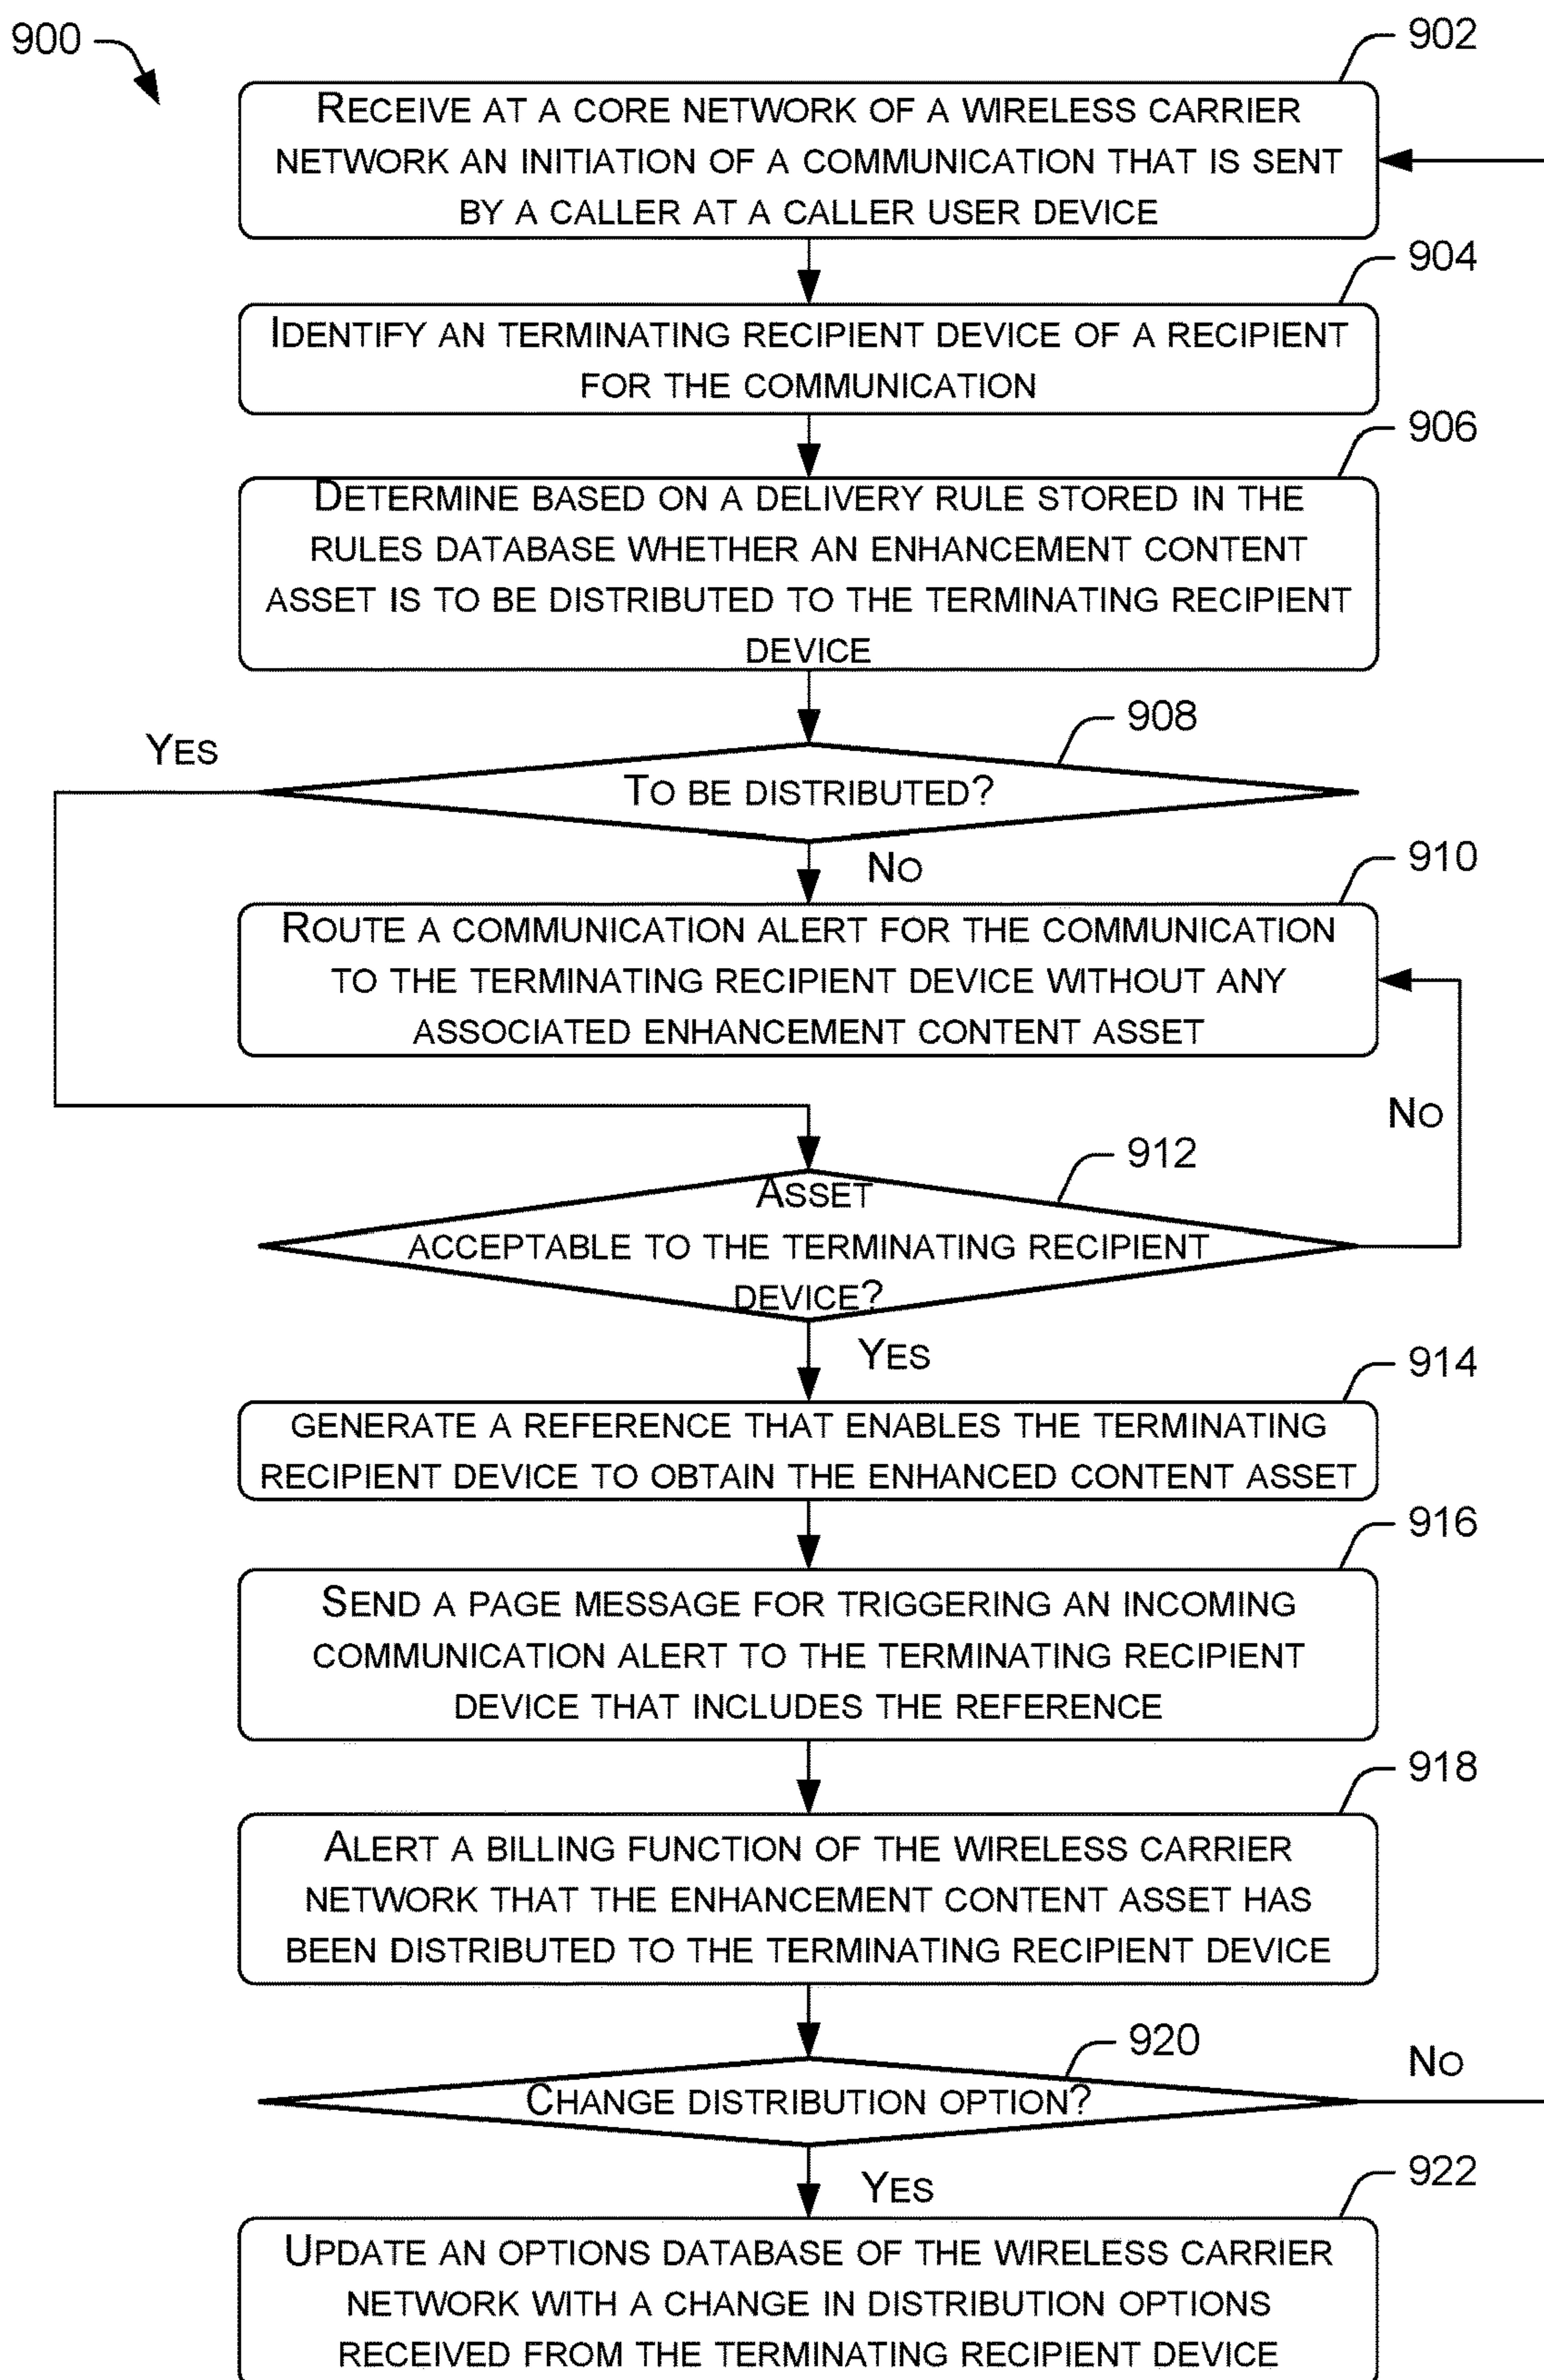 900
902
RECEIVE AT A CORE NETWORK OF A WIRELESS CARRIER
NETWORK AN INITIATION OF A COMMUNICATION THAT IS SENT
BY A CALLER AT A CALLER USER DEVICE
904
IDENTIFY AN TERMINATING RECIPIENT DEVICE OF A RECIPIENT
FOR THE COMMUNICATION
906
DETERMINE BASED ON A DELIVERY RULE STORED IN THE
RULES DATABASE WHETHER AN ENHANCEMENT CONTENT
ASSET IS TO BE DISTRIBUTED TO THE TERMINATING RECIPIENT
DEVICE
908
YES
TO BE DISTRIBUTED?
NO
910
ROUTE A COMMUNICATION ALERT FOR THE COMMUNICATION
TO THE TERMINATING RECIPIENT DEVICE WITHOUT ANY
ASSOCIATED ENHANCEMENT CONTENT ASSET
NO
912
ASSET
ACCEPTABLE TO THE TERMINATING RECIPIENT
DEVICE?
YES
914
GENERATE A REFERENCE THAT ENABLES THE TERMINATING
RECIPIENT DEVICE TO OBTAIN THE ENHANCED CONTENT ASSET
916
SEND A PAGE MESSAGE FOR TRIGGERING AN INCOMING
COMMUNICATION ALERT TO THE TERMINATING RECIPIENT
DEVICE THAT INCLUDES THE REFERENCE
918
ALERT A BILLING FUNCTION OF THE WIRELESS CARRIER
NETWORK THAT THE ENHANCEMENT CONTENT ASSET HAS
BEEN DISTRIBUTED TO THE TERMINATING RECIPIENT DEVICE
920
NO
CHANGE DISTRIBUTION OPTION?
YES
922
UPDATE AN OPTIONS DATABASE OF THE WIRELESS CARRIER
NETWORK WITH A CHANGE IN DISTRIBUTION OPTIONS
RECEIVED FROM THE TERMINATING RECIPIENT DEVICE